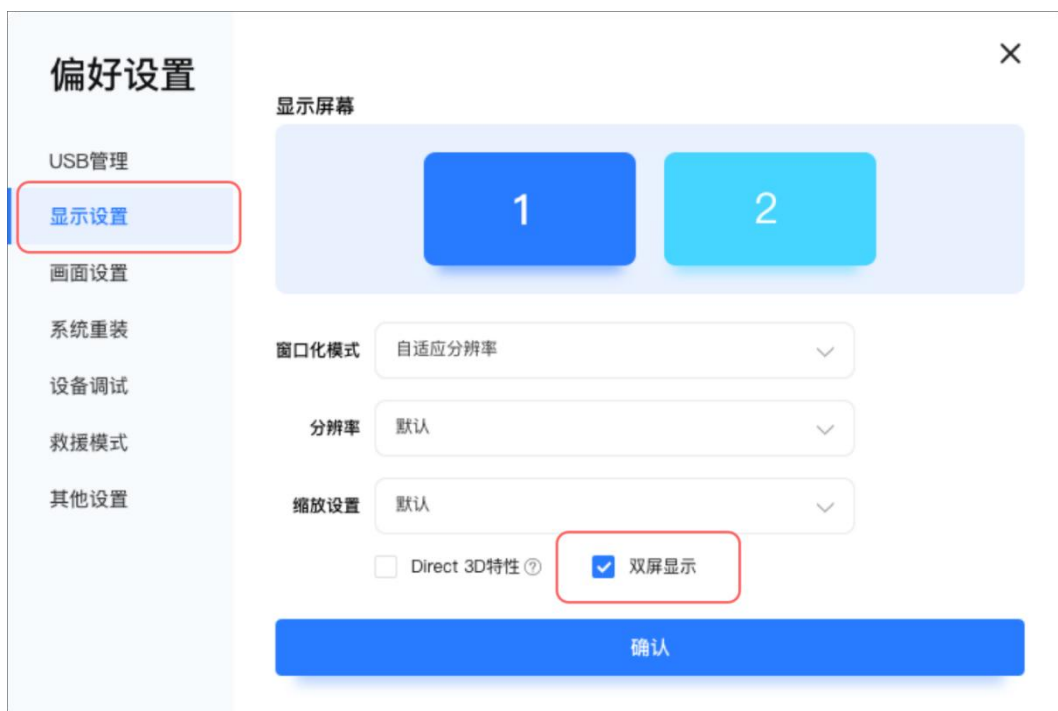 偏好设置
USB管理
显示设置
画面设置
系统重装
设备调试
救援模式
其他设置
显示屏幕
1
2
窗口化模式 自适应分辨率
分辨率 默认
缩放设置 默认
Direct 3D特性 ? 双屏显示
确认